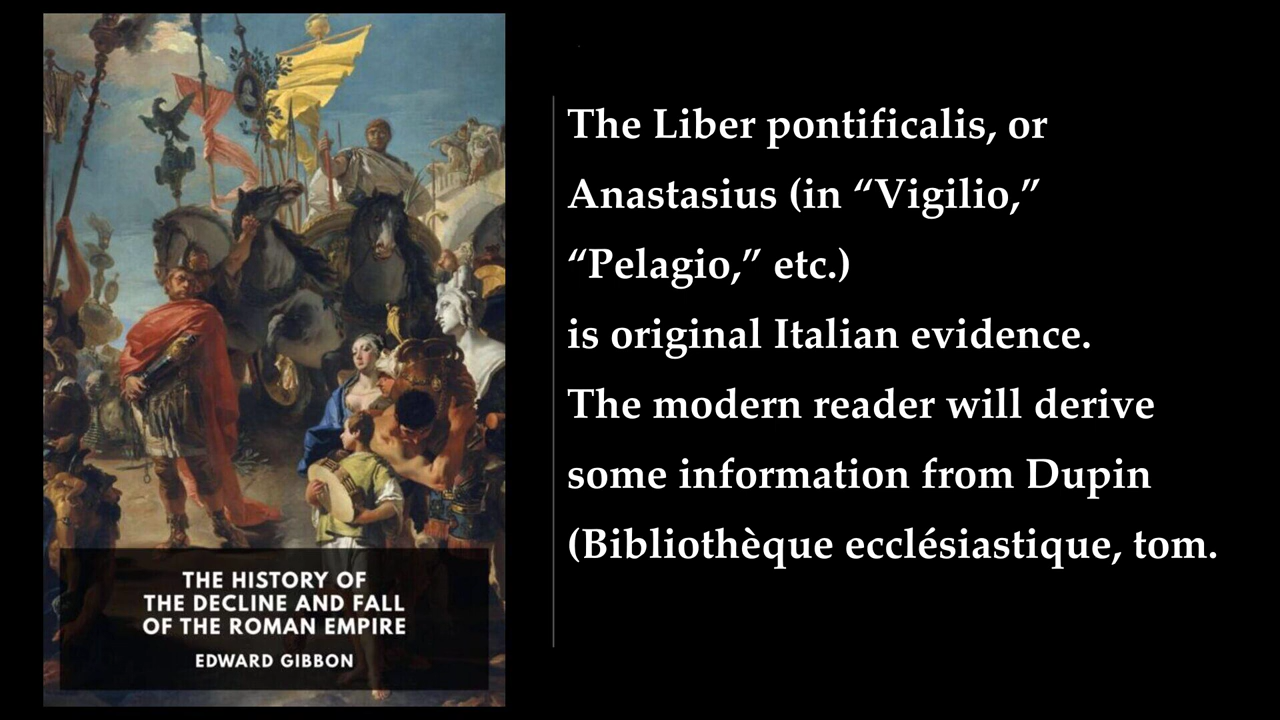 THE HISTORY OF
THE DECLINE AND FALL
OF THE ROMAN EMPIRE
EDWARD GIBBON
The Liber pontificalis, or
Anastasius (in “Vigilio,”
“Pelagio,” etc.)
is original Italian evidence.
The modern reader will derive
some information from Dupin
(Bibliothèque ecclésiastique, tom.